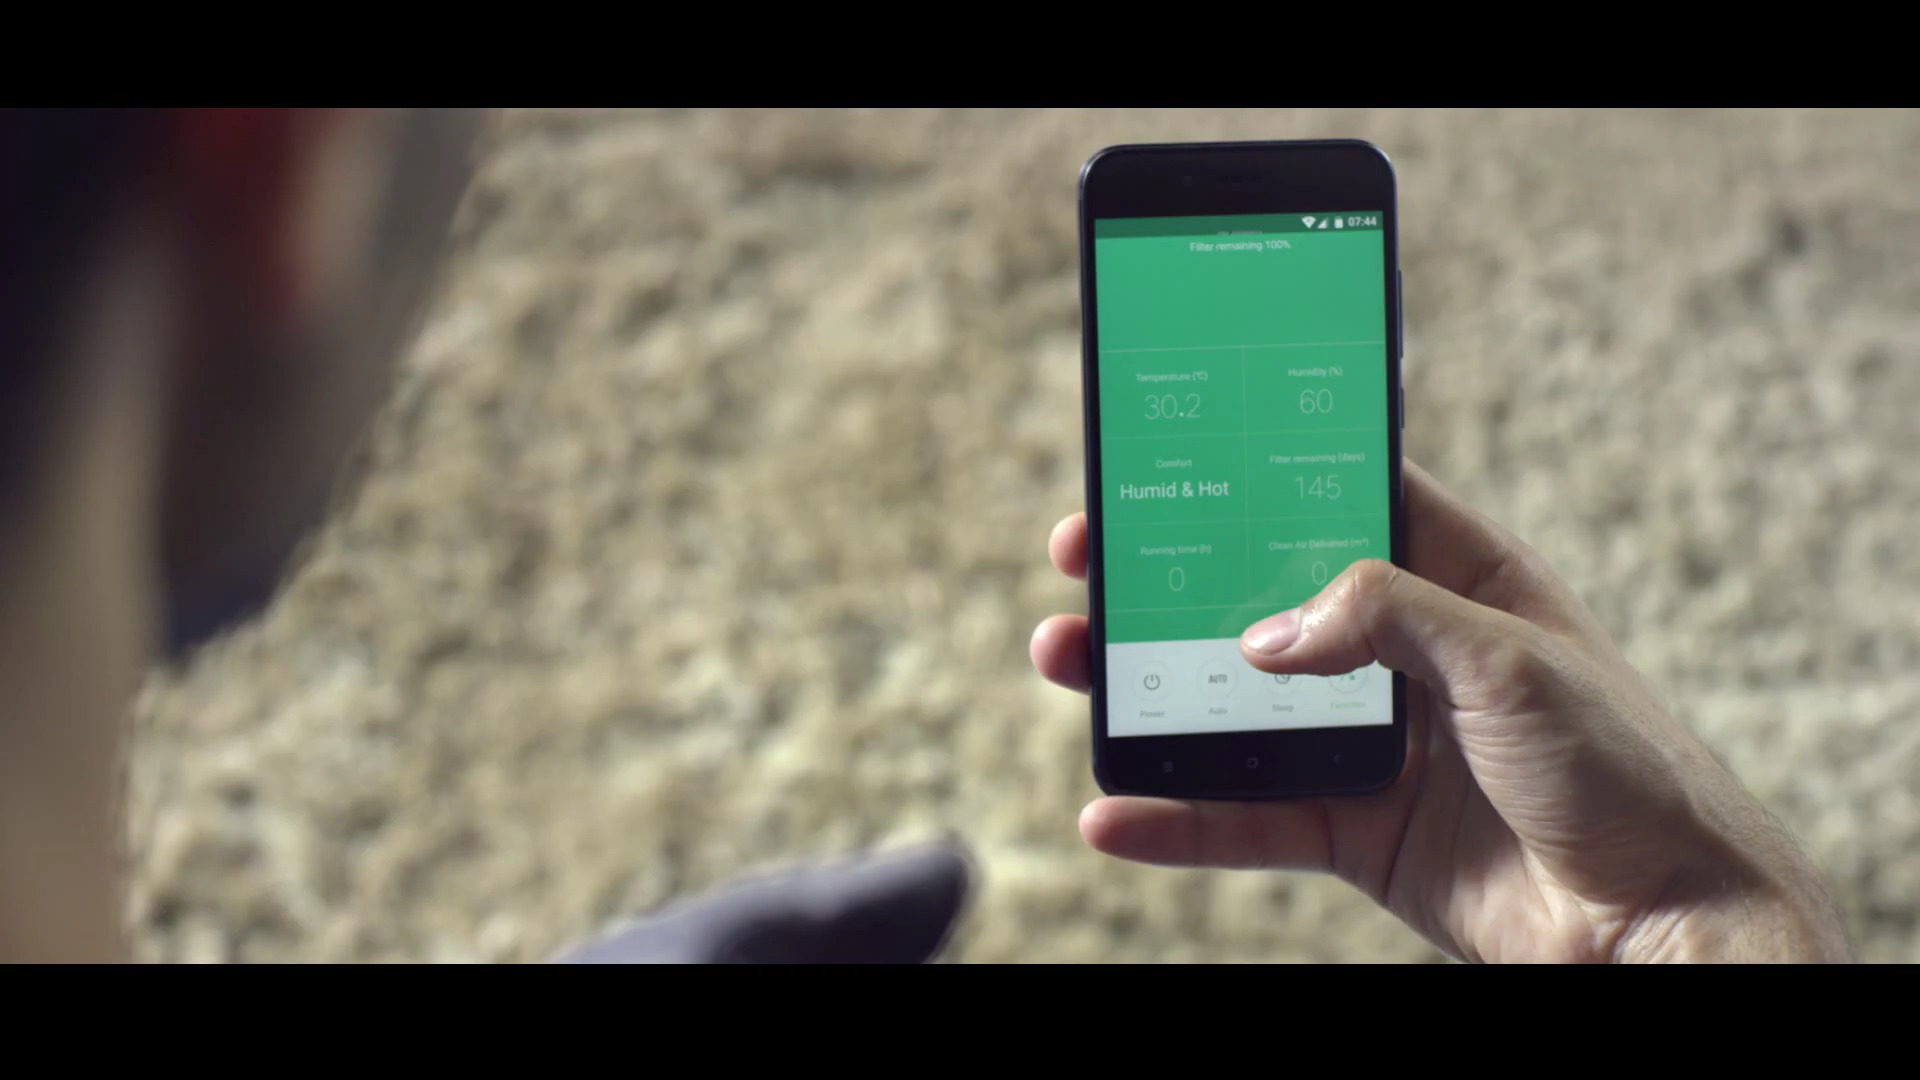 07:44
Filter remaining 100%
Temperature (℃)
30.2
Humidity (%)
60
Comfort
Humid & Hot
Filter remaining (days)
145
Running time (h)
0
Clean Air Delivered (m³)
0
AUTO
Power
Auto
Sleep
Favorite